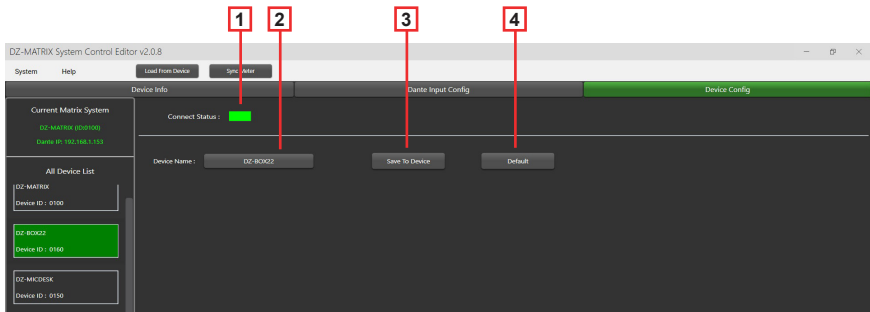 1 2 3 4
DZ-MATRIX System Control Editor v2.0.8
System Help Load From Device Sync Meter
Device Info Dante Input Config Device Config
Current Matrix System
DZ-MATRIX (ID:0100)
Dante IP: 192.168.1.153
Connect Status :
Device Name : DZ-BOX22 Save To Device Default
All Device List
DZ-MATRIX
Device ID : 0100
DZ-BOX22
Device ID : 0160
DZ-MICDESK
Device ID : 0150